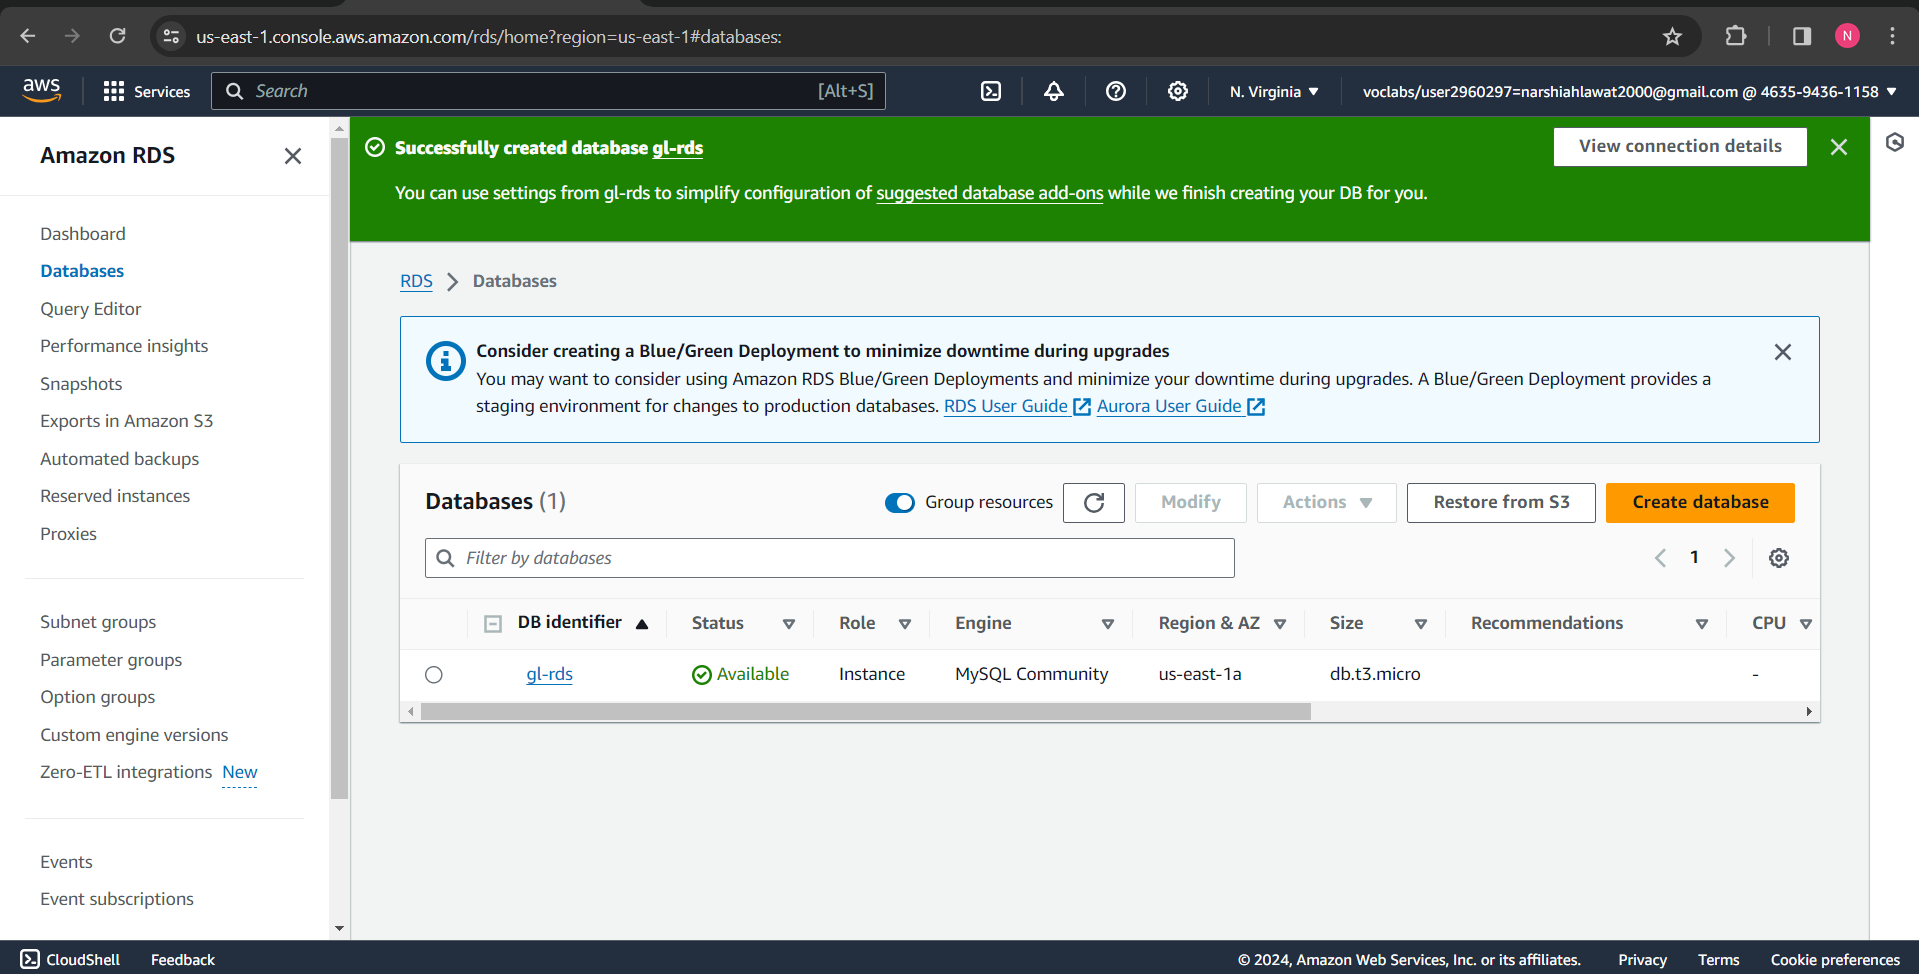 us-east-1.console.aws.amazon.com/rds/home?region=us-east-1#databases:
N
aws
Services
Search
[Alt+S]
N. Virginia
voclabs/user2960297=narshiahlawat2000@gmail.com @ 4635-9436-1158
Amazon RDS
Dashboard
Databases
Query Editor
Performance insights
Snapshots
Exports in Amazon S3
Automated backups
Reserved instances
Proxies
Subnet groups
Parameter groups
Option groups
Custom engine versions
Zero-ETL integrations New
Events
Event subscriptions
Successfully created database gl-rds
View connection details
You can use settings from gl-rds to simplify configuration of suggested database add-ons while we finish creating your DB for you.
RDS > Databases
Consider creating a Blue/Green Deployment to minimize downtime during upgrades
You may want to consider using Amazon RDS Blue/Green Deployments and minimize your downtime during upgrades. A Blue/Green Deployment provides a
staging environment for changes to production databases. RDS User Guide Aurora User Guide
Databases (1)
Group resources
Modify
Actions
Restore from S3
Create database
Filter by databases
1
DB identifier Status Role Engine Region & AZ Size Recommendations CPU
gl-rds Available Instance MySQL Community us-east-1a db.t3.micro -
CloudShell Feedback © 2024, Amazon Web Services, Inc. or its affiliates. Privacy Terms Cookie preferences